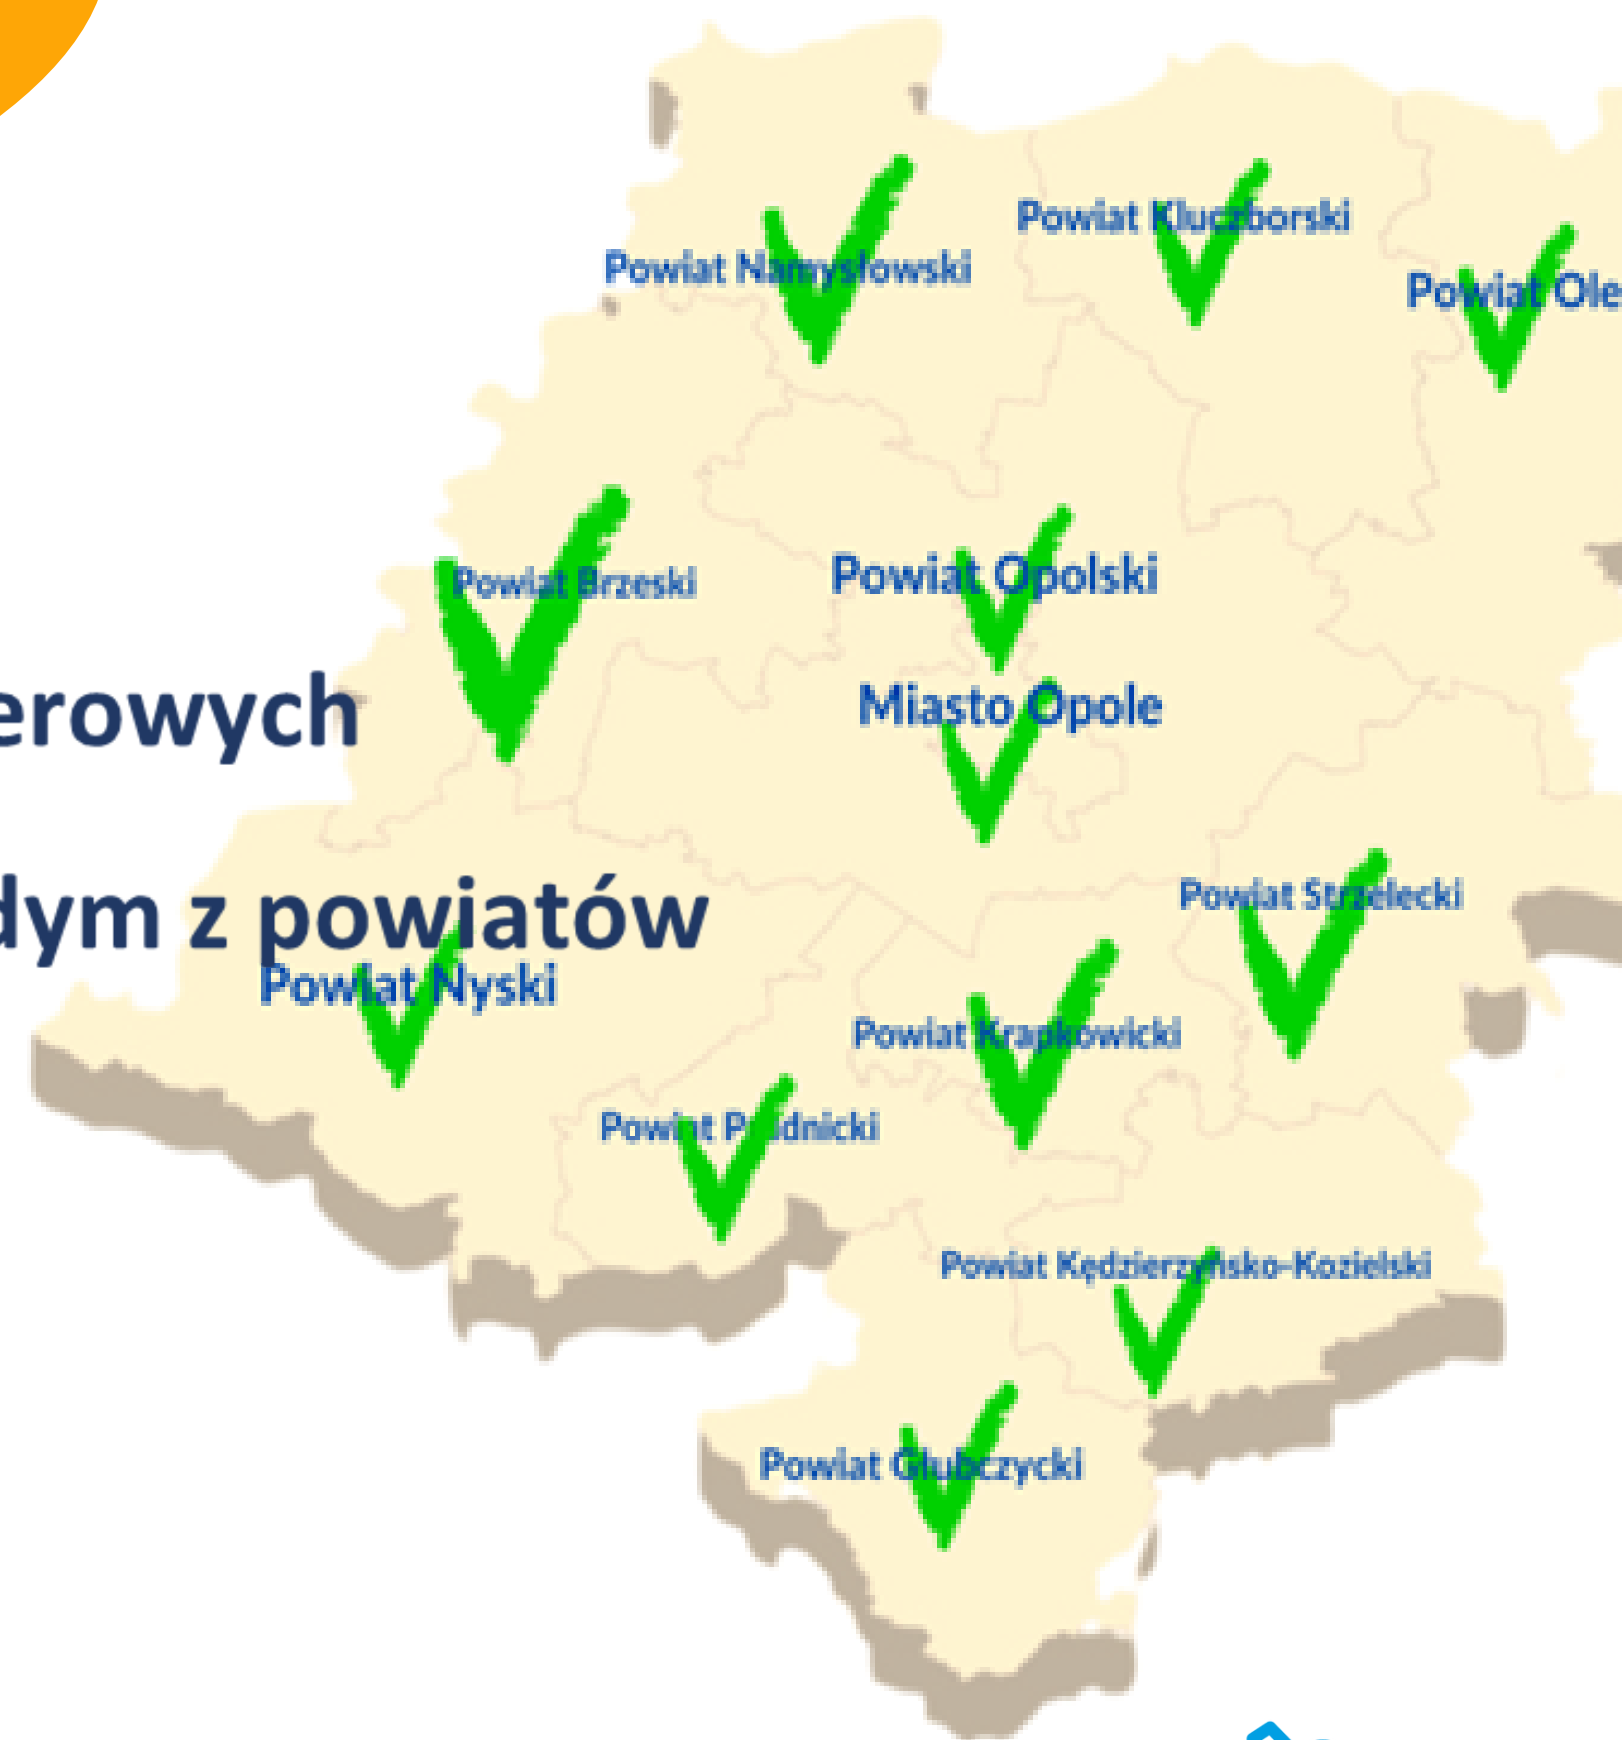 Powiat Kluczborski
Powiat Namysłowski
Powiat Ole
Powiat Opolski
Powiat Brzeski
Miasto Opole
erowych
Powiat Strzelecki
dym z powiatów
Powiat Nyski
Powiat Krapkowicki
Powiat Prudnicki
Powiat Kędzierzyńsko-Kozielski
Powiat Głubczycki